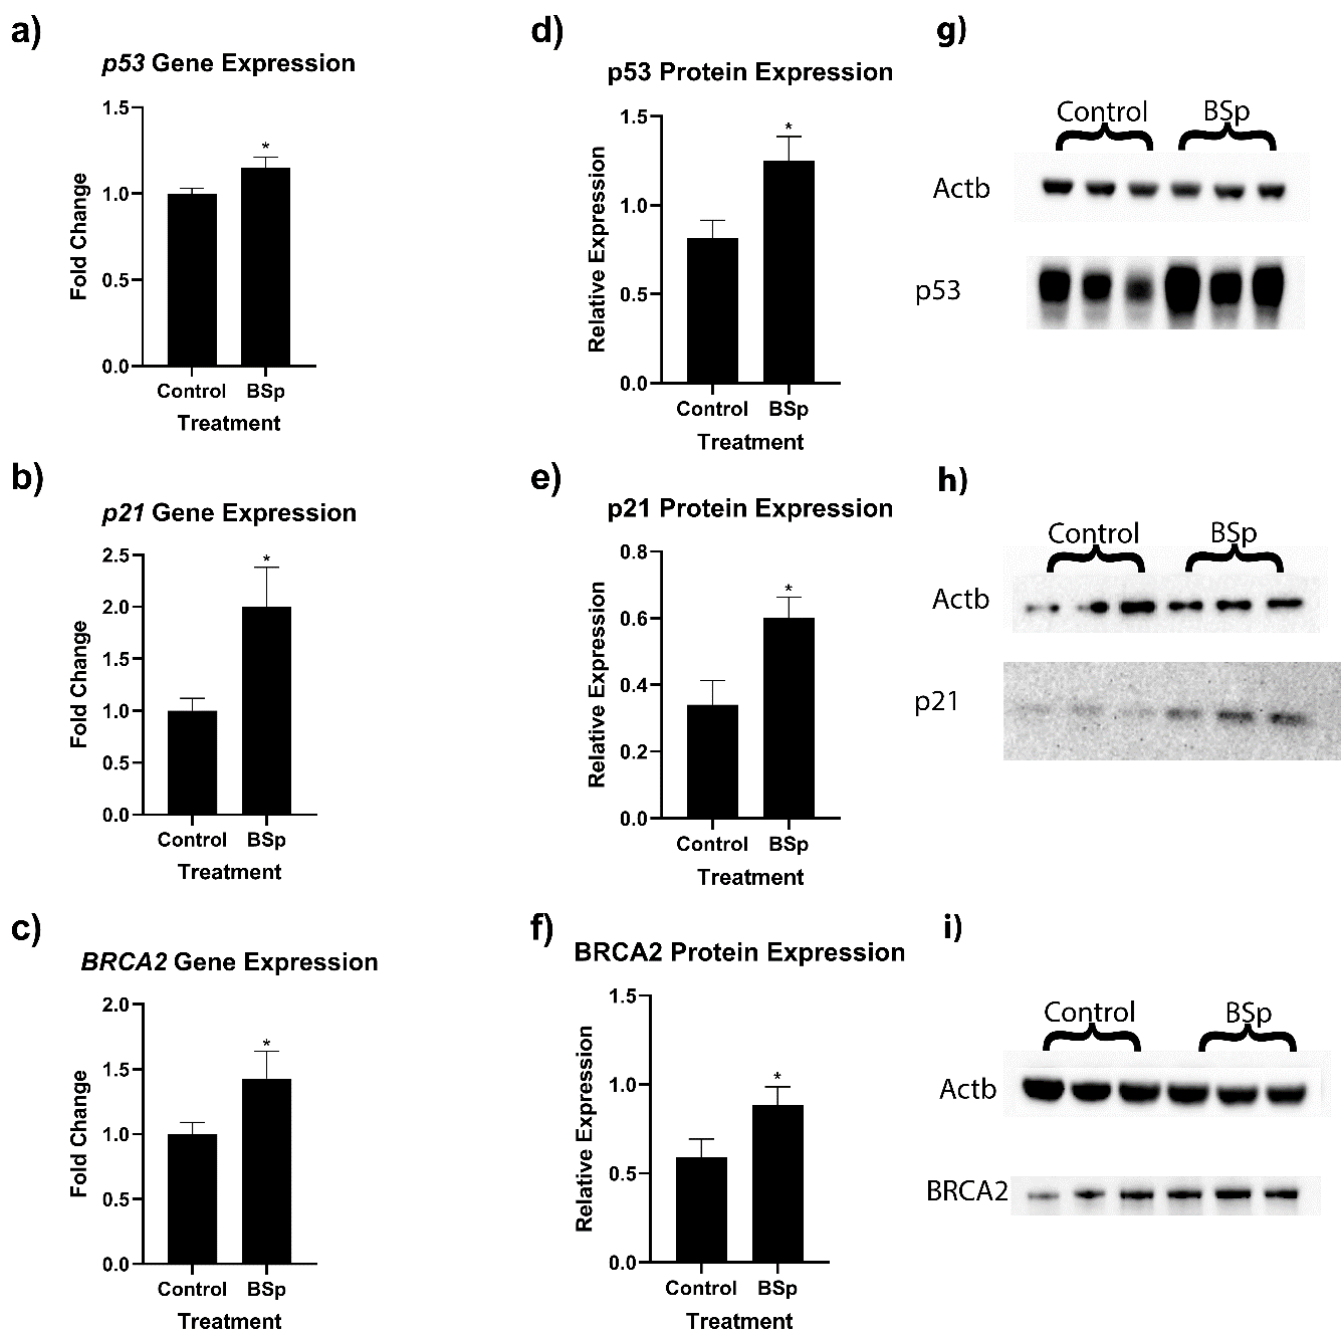 a)
p53 Gene Expression
1.5
1.0
0.5
0.0
Fold Change
*
Control BSp
Treatment
d)
p53 Protein Expression
1.5
1.0
0.5
0.0
Relative Expression
*
Control BSp
Treatment
g)
Control BSp
Actb
p53
b)
p21 Gene Expression
2.5
2.0
1.5
1.0
0.5
0.0
Fold Change
*
Control BSp
Treatment
e)
p21 Protein Expression
0.8
0.6
0.4
0.2
0.0
Relative Expression
*
Control BSp
Treatment
h)
Control BSp
Actb
p21
c)
BRCA2 Gene Expression
2.0
1.5
1.0
0.5
0.0
Fold Change
*
Control BSp
Treatment
f)
BRCA2 Protein Expression
1.5
1.0
0.5
0.0
Relative Expression
*
Control BSp
Treatment
i)
Control BSp
Actb
BRCA2